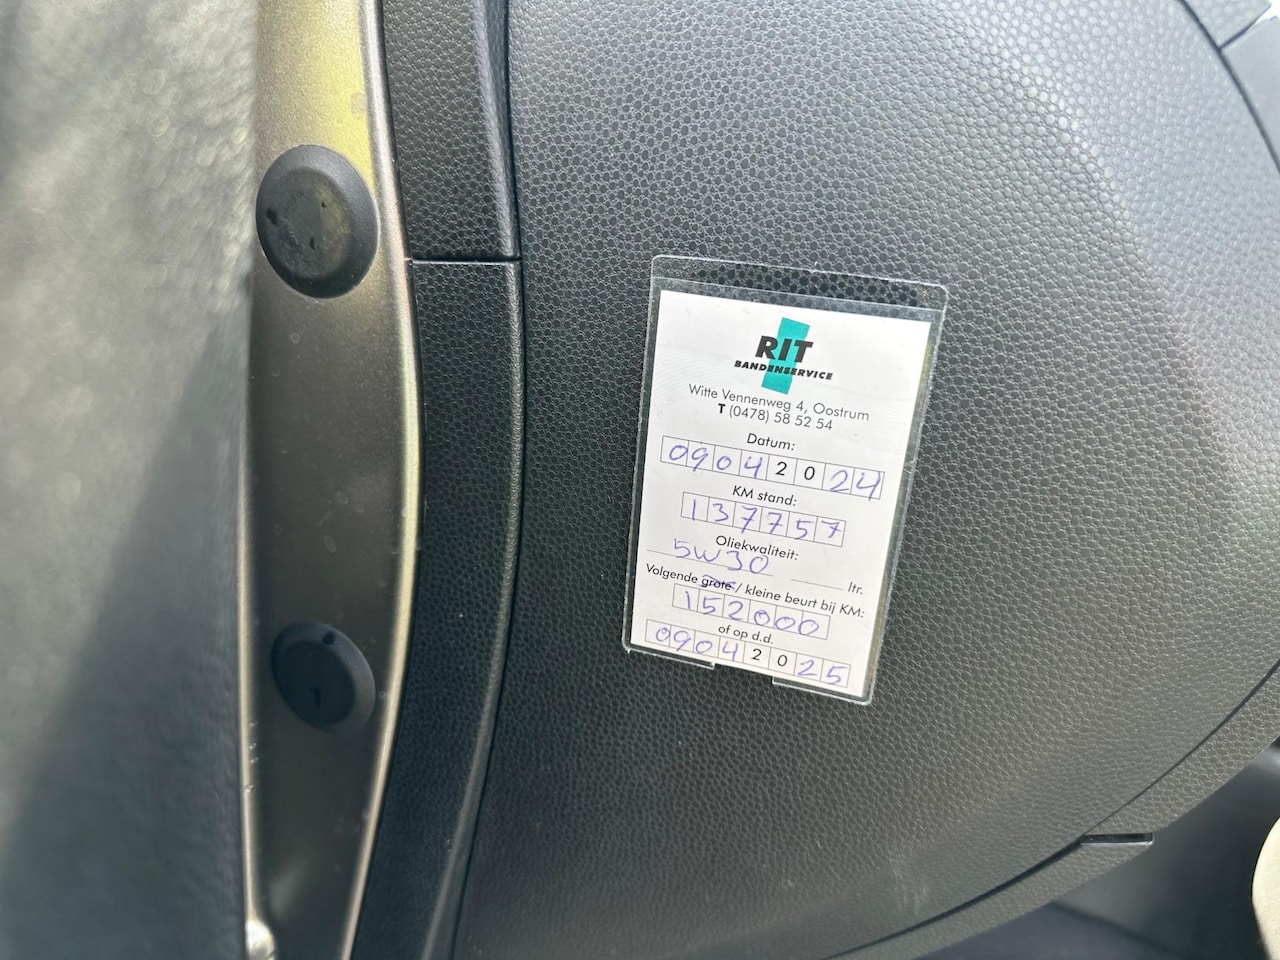 RIT
BANDENSERVICE
Witte Vennenweg 4, Oostrum
T (0478) 58 52 54
Datum:
09042024
KM stand:
137757
Oliekwaliteit:
5W30 ltr.
Volgende grote / kleine beurt bij KM:
152000
of op d.d.
09042025